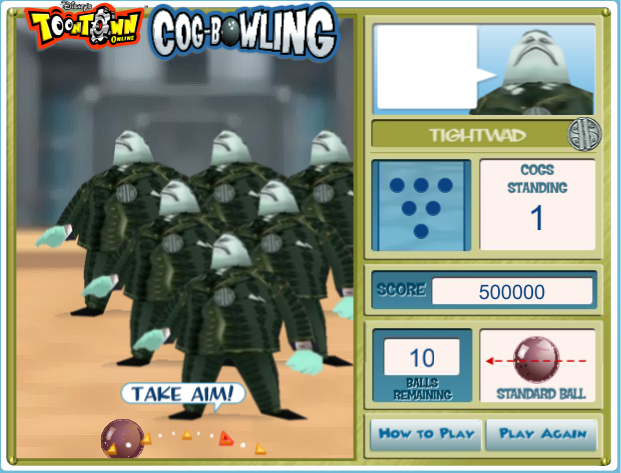 Disney's
TOONTOWN
ONLINE
COG-BOWLING
TIGHTWAD
COGS
STANDING
1
SCORE 500000
10
BALLS
REMAINING
STANDARD BALL
TAKE AIM!
HOW TO PLAY
PLAY AGAIN